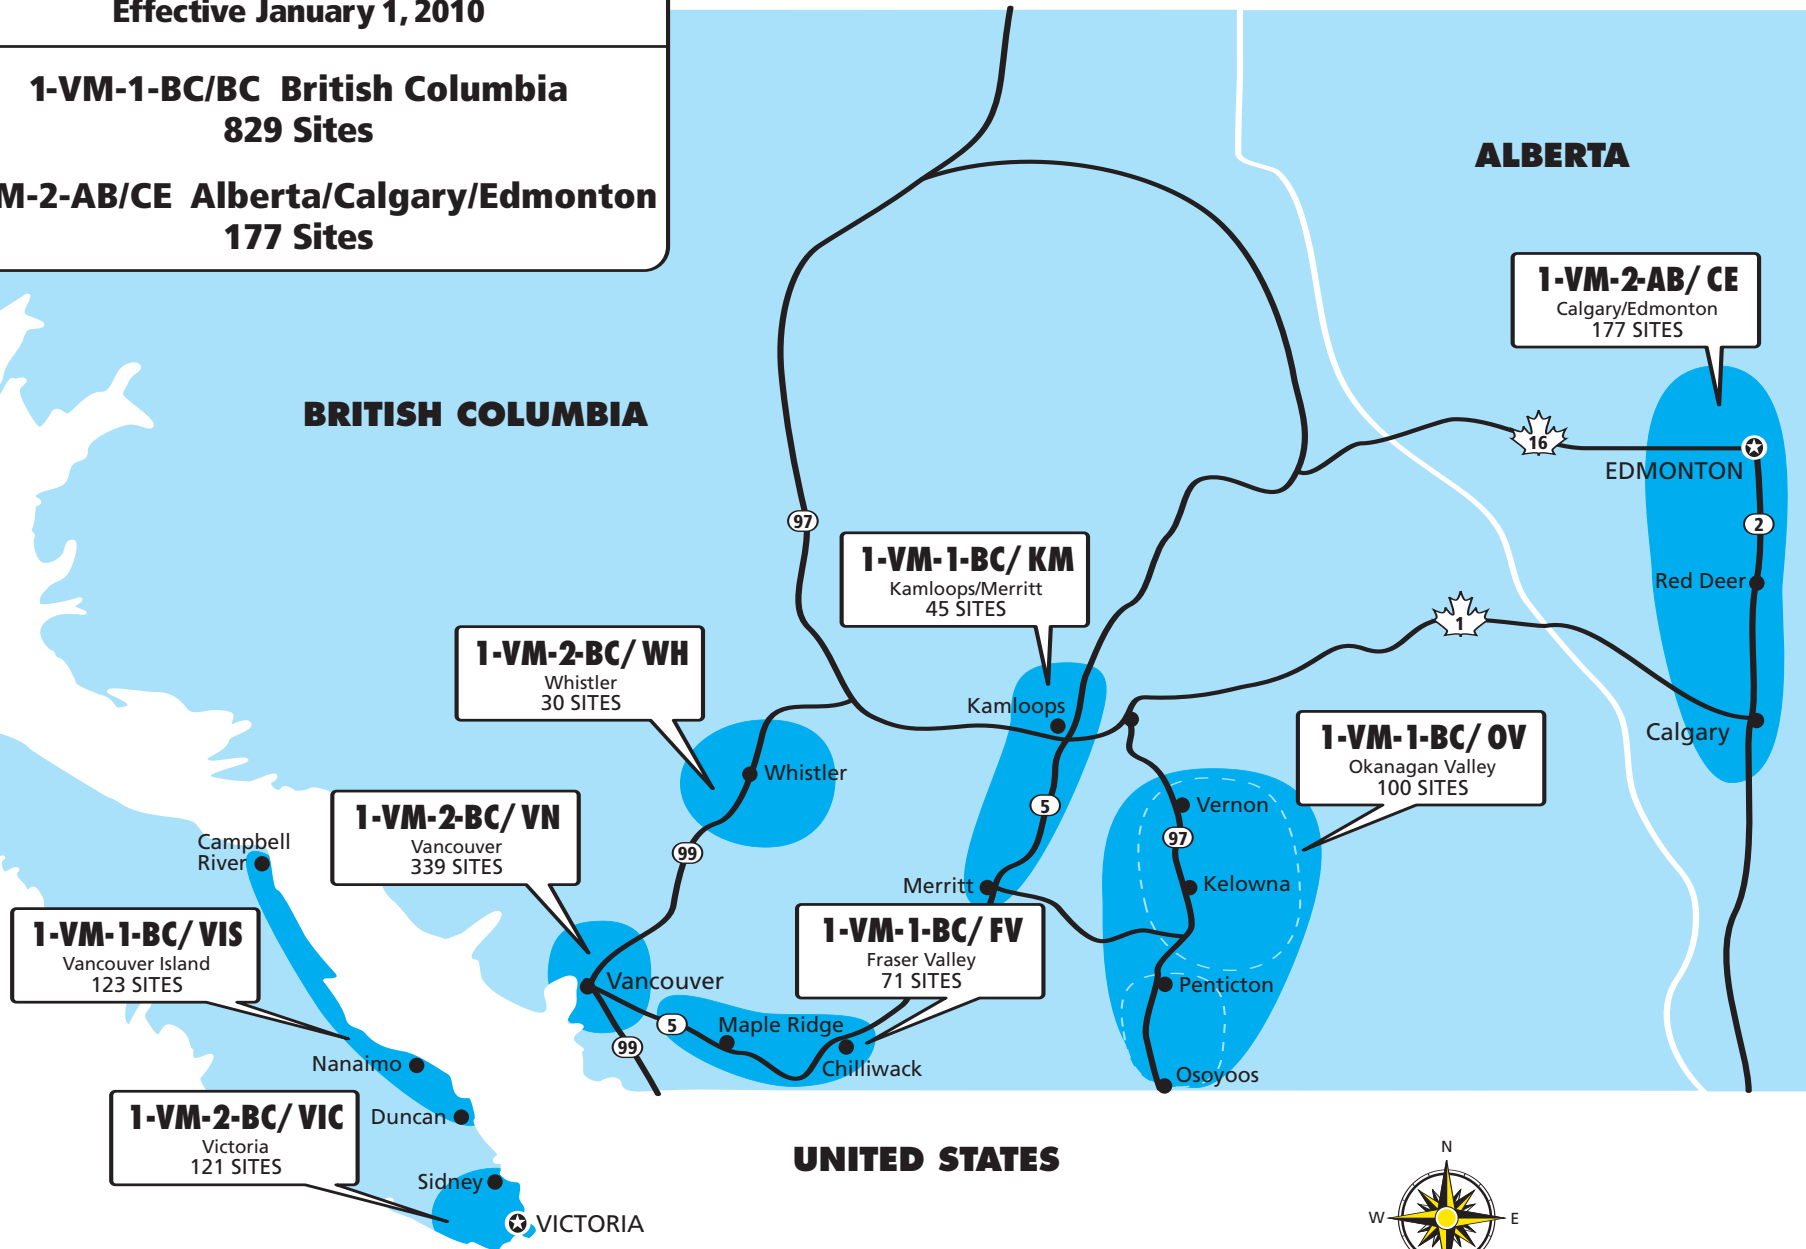 Effective January 1, 2010
1-VM-1-BC/BC British Columbia
829 Sites
M-2-AB/CE Alberta/Calgary/Edmonton
177 Sites
ALBERTA
1-VM-2-AB/ CE
Calgary/Edmonton
177 SITES
BRITISH COLUMBIA
16
EDMONTON
2
97
1-VM-1-BC/ KM
Kamloops/Merritt
45 SITES
Red Deer
1
1-VM-2-BC/ WH
Whistler
30 SITES
Kamloops
Calgary
1-VM-1-BC/ OV
Okanagan Valley
100 SITES
Whistler
1-VM-2-BC/ VN
Vancouver
339 SITES
5
Vernon
97
Campbell
River
99
Merritt
Kelowna
1-VM-1-BC/ VIS
Vancouver Island
123 SITES
1-VM-1-BC/ FV
Fraser Valley
71 SITES
Vancouver
Penticton
5
Maple Ridge
99
Chilliwack
Nanaimo
Osoyoos
1-VM-2-BC/ VIC
Victoria
121 SITES
Duncan
UNITED STATES
Sidney
VICTORIA
N
W
E